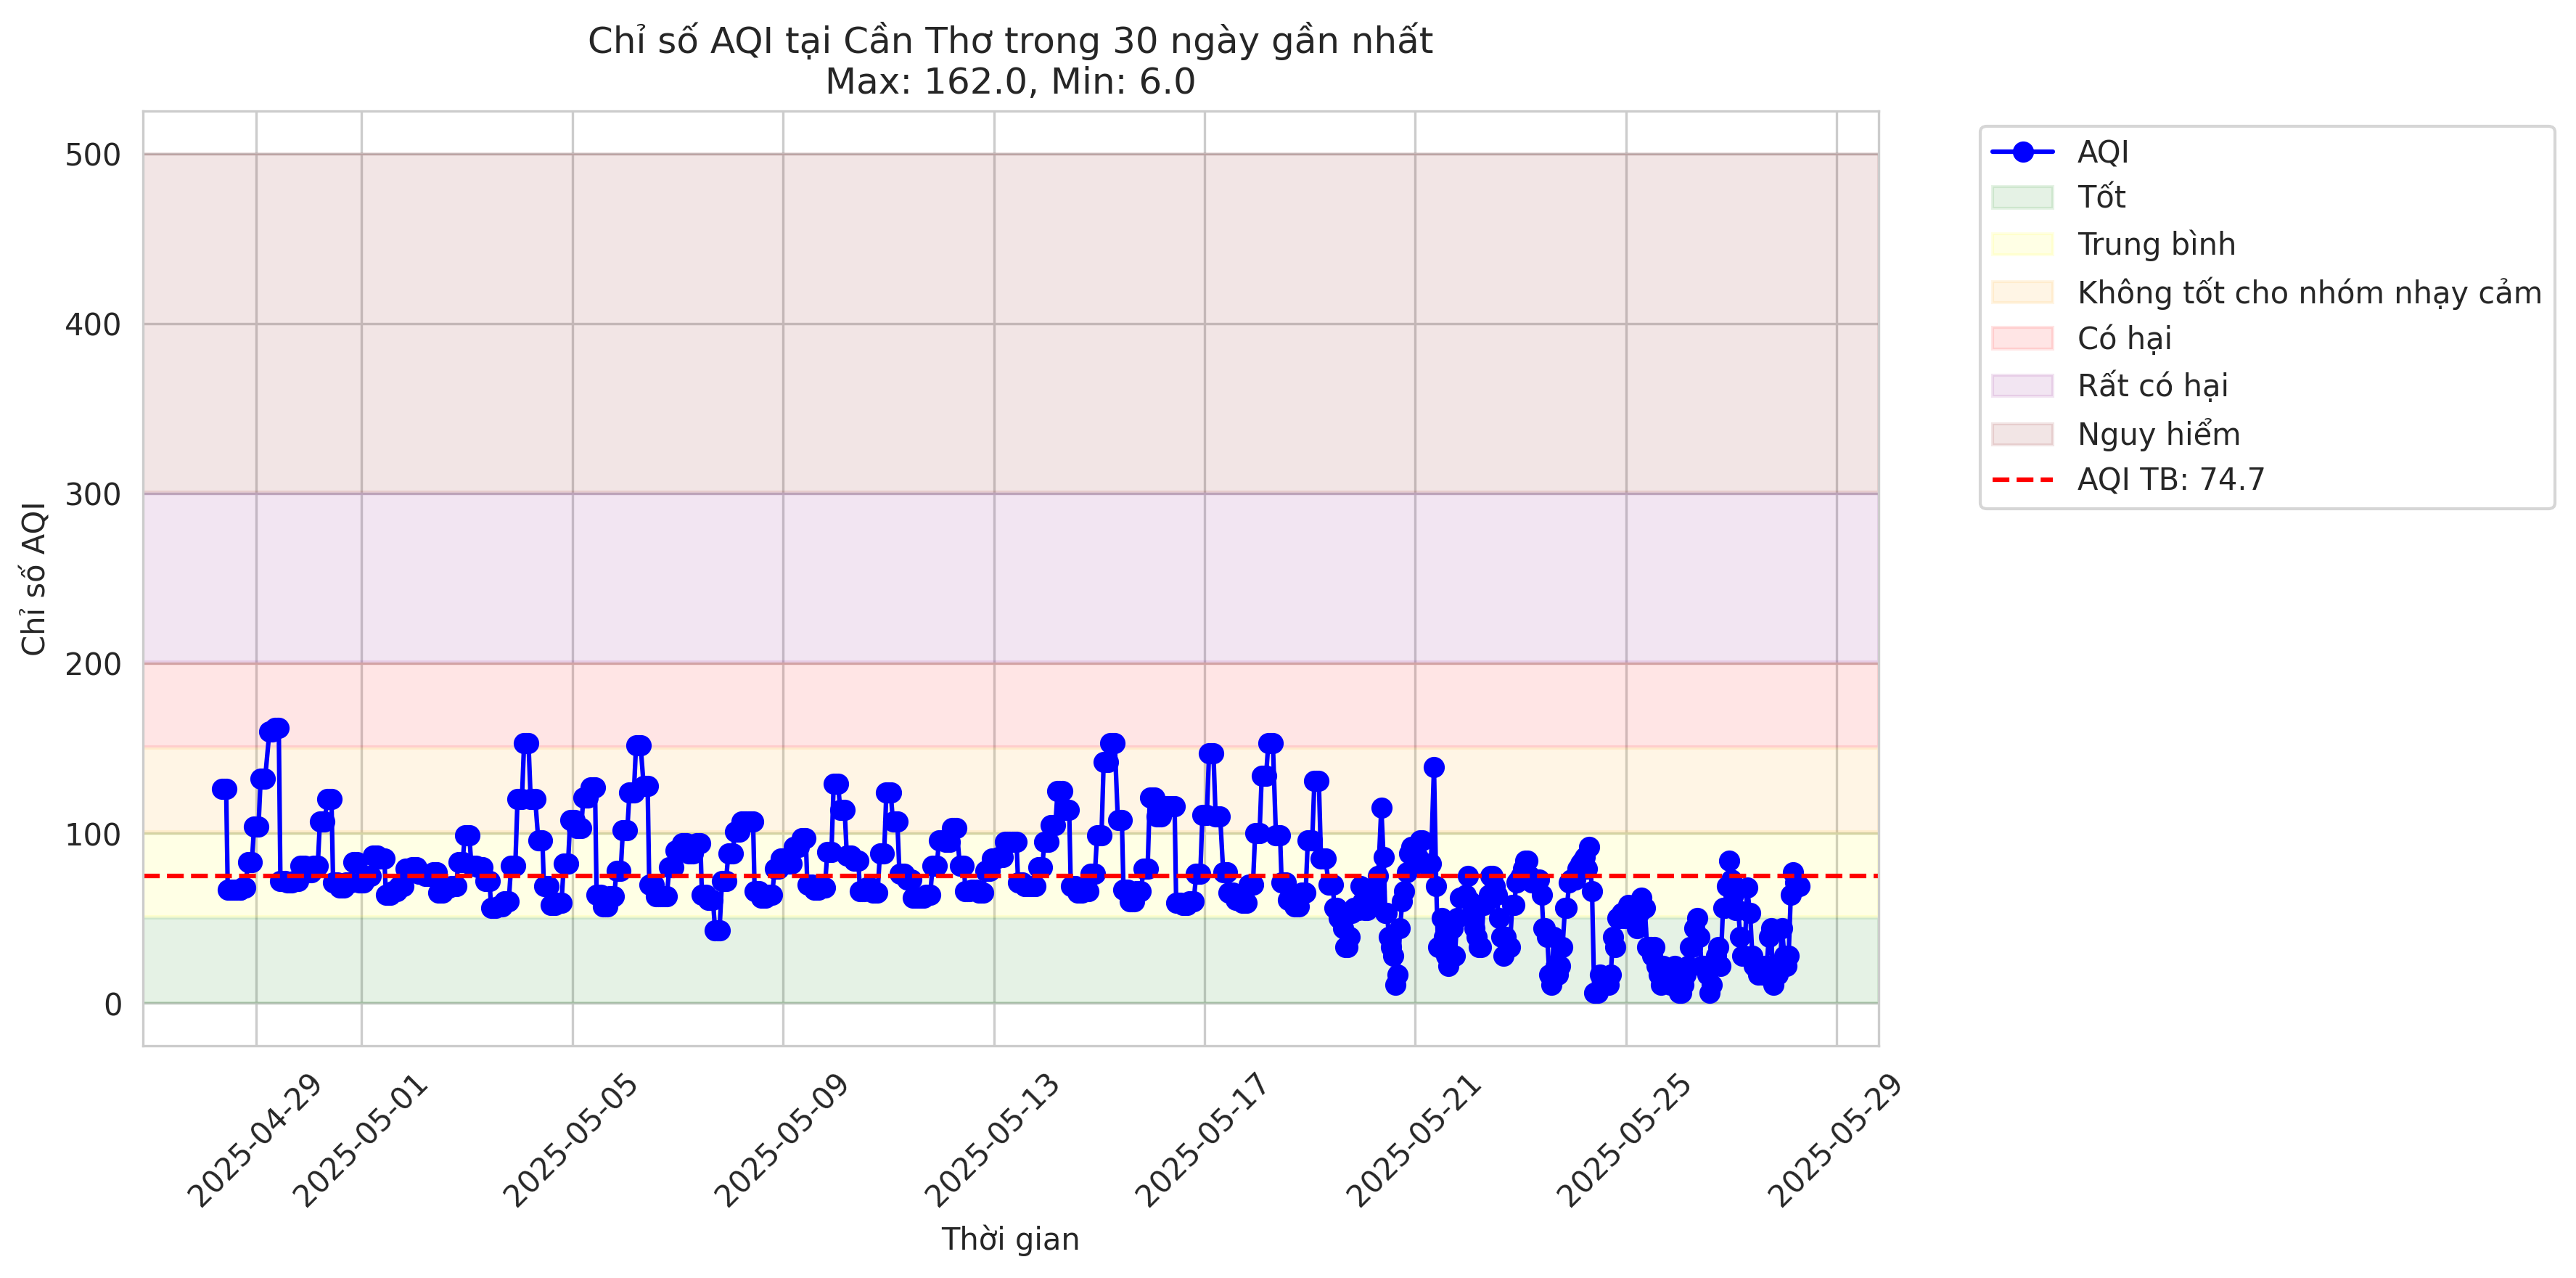 Chỉ số AQI tại Cần Thơ trong 30 ngày gần nhất
Max: 162.0, Min: 6.0
Chỉ số AQI
500
400
300
200
100
0
2025-04-29
2025-05-01
2025-05-05
2025-05-09
2025-05-13
2025-05-17
2025-05-21
2025-05-25
2025-05-29
Thời gian
AQI
Tốt
Trung bình
Không tốt cho nhóm nhạy cảm
Có hại
Rất có hại
Nguy hiểm
AQI TB: 74.7